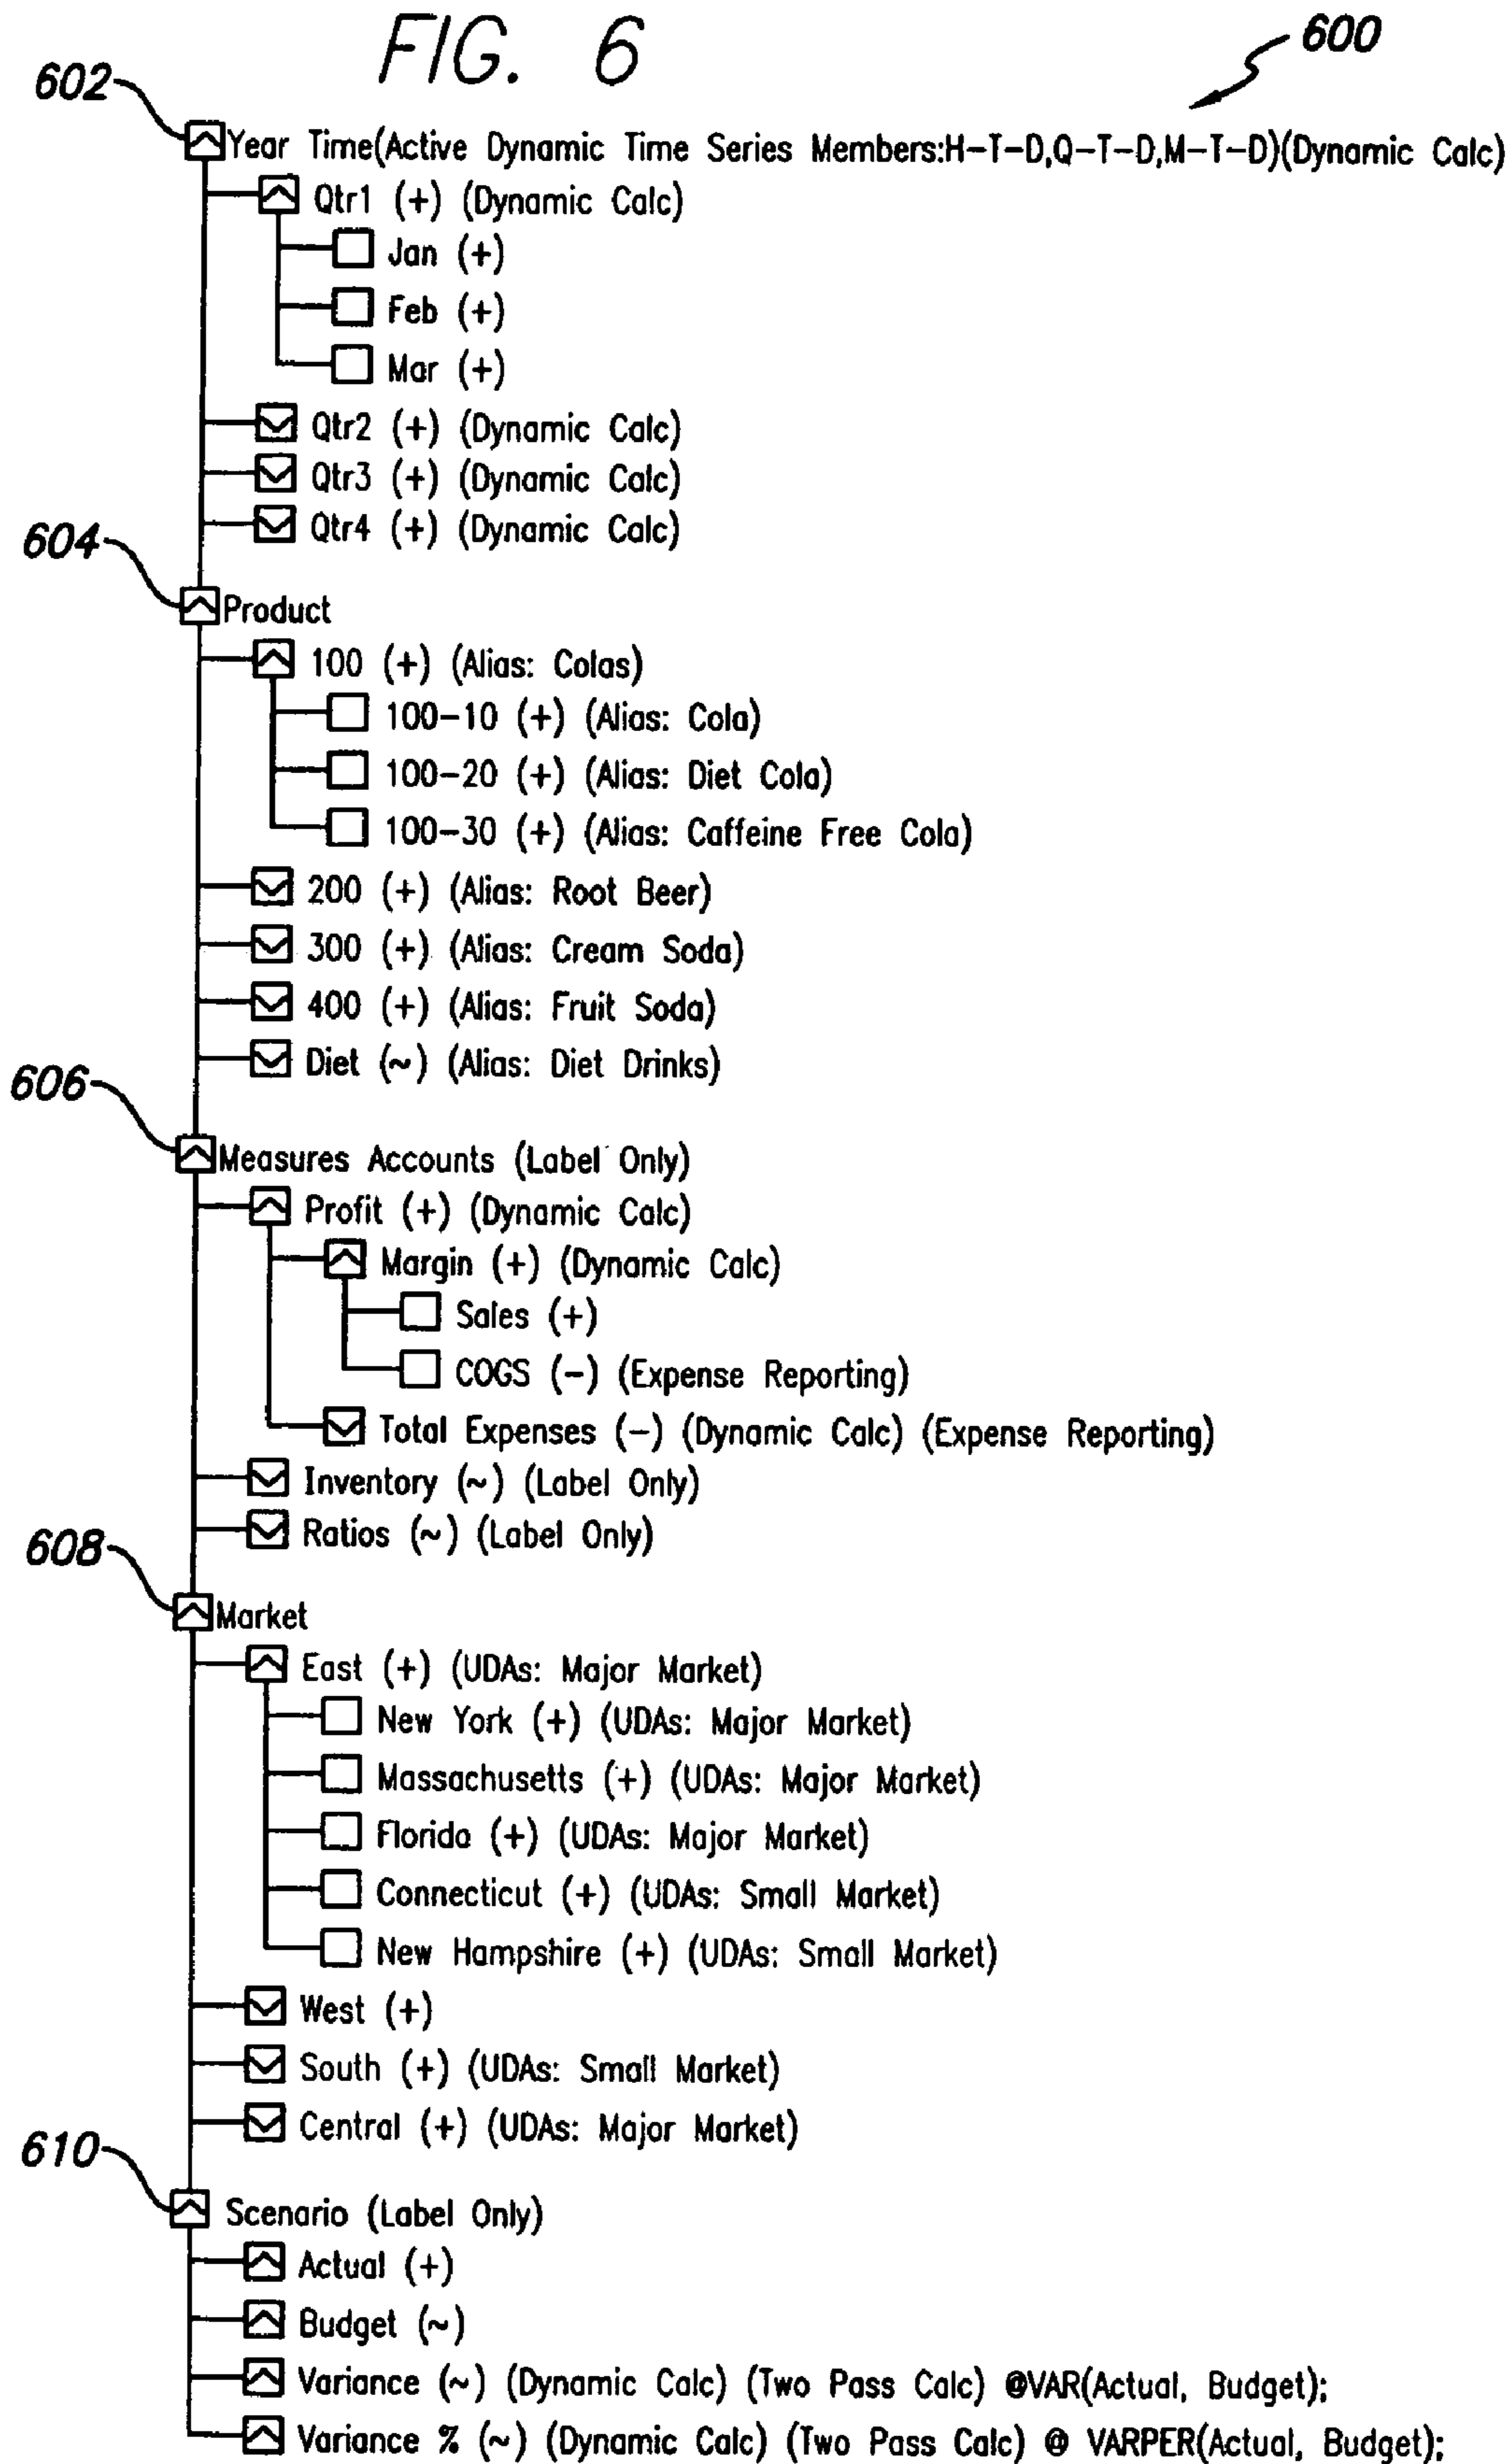 FIG. 6
600
602
Year Time(Active Dynamic Time Series Members:H-T-D,Q-T-D,M-T-D)(Dynamic Calc)
Qtr1 (+) (Dynamic Calc)
Jan (+)
Feb (+)
Mar (+)
Qtr2 (+) (Dynamic Calc)
Qtr3 (+) (Dynamic Calc)
Qtr4 (+) (Dynamic Calc)
604
Product
100 (+) (Alias: Colas)
100-10 (+) (Alias: Cola)
100-20 (+) (Alias: Diet Cola)
100-30 (+) (Alias: Caffeine Free Cola)
200 (+) (Alias: Root Beer)
300 (+) (Alias: Cream Soda)
400 (+) (Alias: Fruit Soda)
Diet (~) (Alias: Diet Drinks)
606
Measures Accounts (Label Only)
Profit (+) (Dynamic Calc)
Margin (+) (Dynamic Calc)
Sales (+)
COGS (-) (Expense Reporting)
Total Expenses (-) (Dynamic Calc) (Expense Reporting)
Inventory (~) (Label Only)
Ratios (~) (Label Only)
608
Market
East (+) (UDAs: Major Market)
New York (+) (UDAs: Major Market)
Massachusetts (+) (UDAs: Major Market)
Florida (+) (UDAs: Major Market)
Connecticut (+) (UDAs: Small Market)
New Hampshire (+) (UDAs: Small Market)
West (+)
South (+) (UDAs: Small Market)
Central (+) (UDAs: Major Market)
610
Scenario (Label Only)
Actual (+)
Budget (~)
Variance (~) (Dynamic Calc) (Two Pass Calc) @VAR(Actual, Budget);
Variance % (~) (Dynamic Calc) (Two Pass Calc) @ VARPER(Actual, Budget);